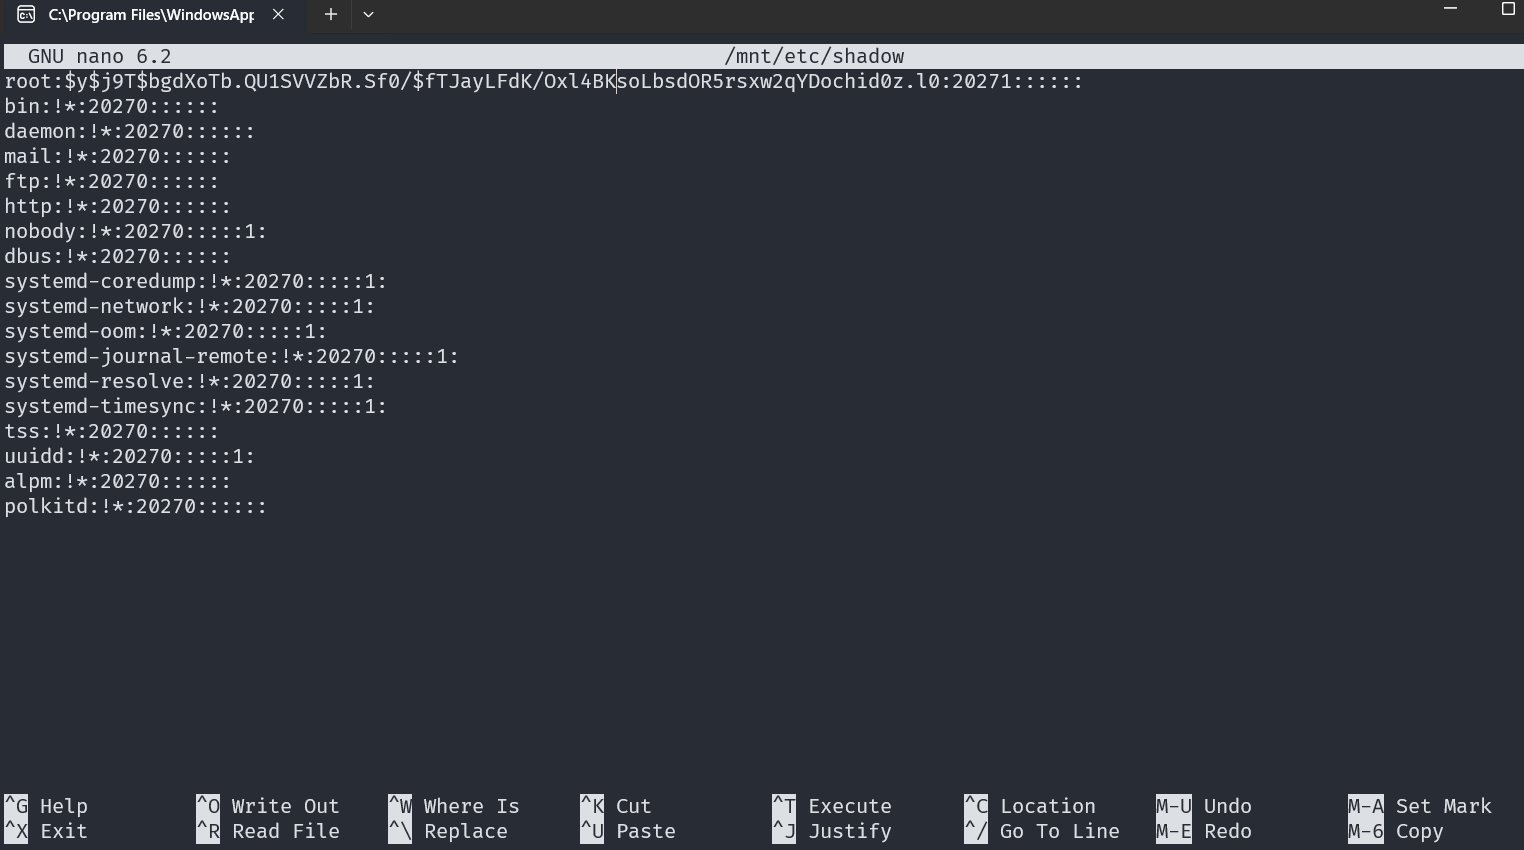 C:\Program Files\WindowsApp
GNU nano 6.2 /mnt/etc/shadow
root:$y$j9T$bgdXoTb.QU1SVVZbR.Sf0/$fTJayLFdK/Oxl4BKsoLbsdOR5rsxw2qYDochid0z.l0:20271::::::
bin:!*:20270::::::
daemon:!*:20270::::::
mail:!*:20270::::::
ftp:!*:20270::::::
http:!*:20270::::::
nobody:!*:20270:::::1:
dbus:!*:20270::::::
systemd-coredump:!*:20270:::::1:
systemd-network:!*:20270:::::1:
systemd-oom:!*:20270:::::1:
systemd-journal-remote:!*:20270:::::1:
systemd-resolve:!*:20270:::::1:
systemd-timesync:!*:20270:::::1:
tss:!*:20270::::::
uuidd:!*:20270:::::1:
alpm:!*:20270::::::
polkitd:!*:20270::::::
^G Help ^O Write Out ^W Where Is ^K Cut ^T Execute ^C Location M-U Undo M-A Set Mark
^X Exit ^R Read File ^\ Replace ^U Paste ^J Justify ^/ Go To Line M-E Redo M-6 Copy